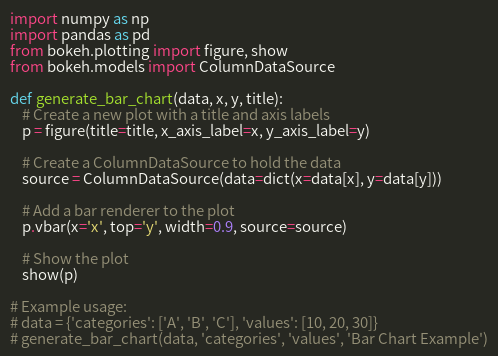 import numpy as np
import pandas as pd
from bokeh.plotting import figure, show
from bokeh.models import ColumnDataSource

def generate_bar_chart(data, x, y, title):
    # Create a new plot with a title and axis labels
    p = figure(title=title, x_axis_label=x, y_axis_label=y)

    # Create a ColumnDataSource to hold the data
    source = ColumnDataSource(data=dict(x=data[x], y=data[y]))

    # Add a bar renderer to the plot
    p.vbar(x='x', top='y', width=0.9, source=source)

    # Show the plot
    show(p)

# Example usage:
# data = {'categories': ['A', 'B', 'C'], 'values': [10, 20, 30]}
# generate_bar_chart(data, 'categories', 'values', 'Bar Chart Example')